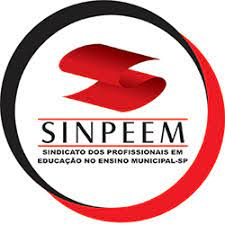 SINPEEM
SINDICATO DOS PROFISSIONAIS EM
EDUCAÇÃO NO ENSINO MUNICIPAL-SP